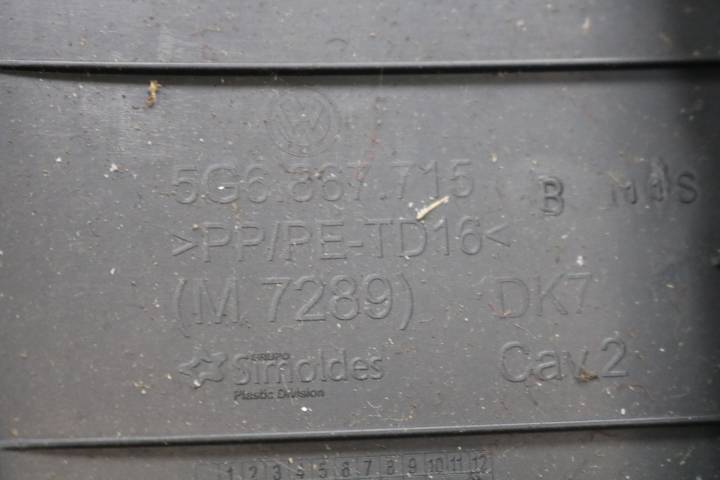 5G6.867.715 B
>PP/PE-TD16<
(M 7289) DK7
GRUPO
Simoldes Cav.2
Plastic Division
1 2 3 4 5 6 7 8 9 10 11 12